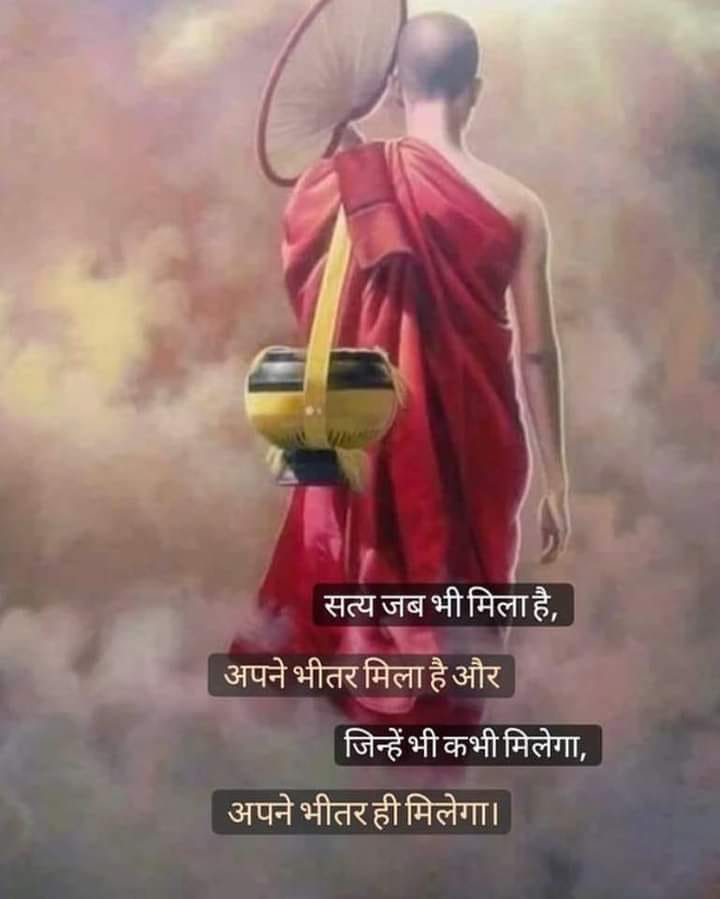 सत्य जब भी मिला है,
अपने भीतर मिला है और
जिन्हें भी कभी मिलेगा,
अपने भीतर ही मिलेगा।